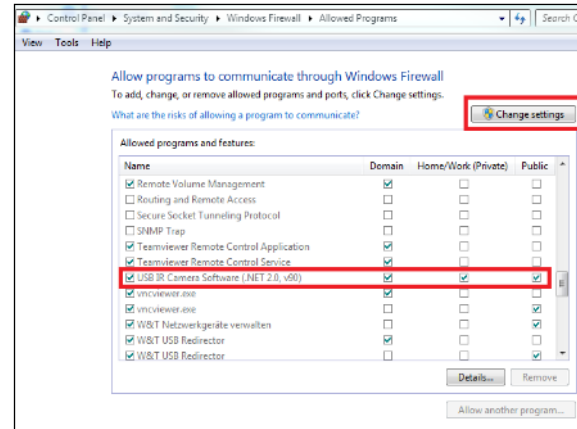 Control Panel ▸ System and Security ▸ Windows Firewall ▸ Allowed Programs
Search
View Tools Help
Allow programs to communicate through Windows Firewall
To add, change, or remove allowed programs and ports, click Change settings.
What are the risks of allowing a program to communicate?
Change settings
Allowed programs and features:
Name Domain Home/Work (Private) Public
Remote Volume Management
Routing and Remote Access
Secure Socket Tunneling Protocol
SNMP Trap
Teamviewer Remote Control Application
Teamviewer Remote Control Service
USB IR Camera Software (.NET 2.0, v90)
vncviewer.exe
vncviewer.exe
W&T Netzwerkgeräte verwalten
W&T USB Redirector
W&T USB Redirector
Details... Remove
Allow another program...